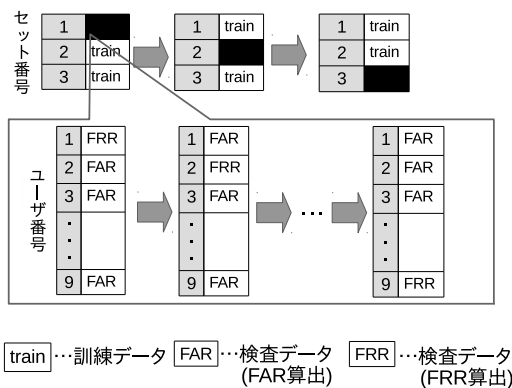 セット番号
1
2 train
3 train
1 train
2
3 train
1 train
2 train
3
ユーザ番号
1 FRR
2 FAR
3 FAR
9 FAR
1 FAR
2 FRR
3 FAR
9 FAR
...
1 FAR
2 FAR
3 FAR
9 FRR
train …訓練データ
FAR …検査データ
(FAR算出)
FRR …検査データ
(FRR算出)